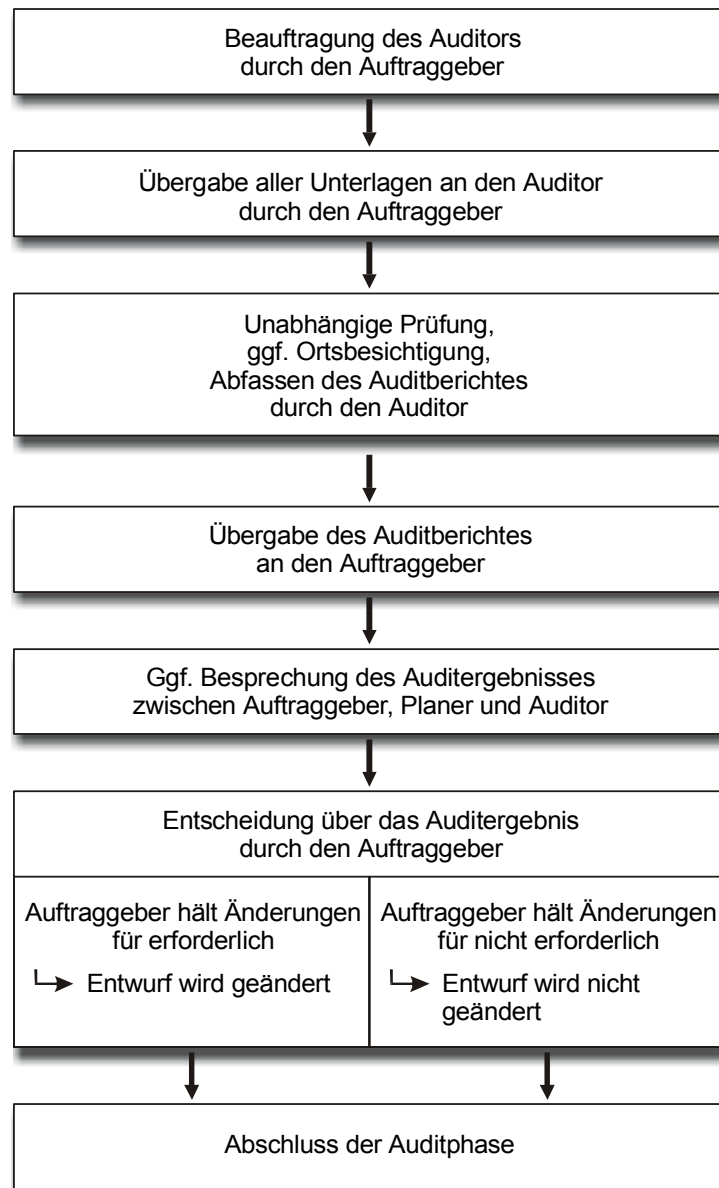 Beauftragung des Auditors
durch den Auftraggeber
Übergabe aller Unterlagen an den Auditor
durch den Auftraggeber
Unabhängige Prüfung,
ggf. Ortsbesichtigung,
Abfassen des Auditberichtes
durch den Auditor
Übergabe des Auditberichtes
an den Auftraggeber
Ggf. Besprechung des Auditergebnisses
zwischen Auftraggeber, Planer und Auditor
Entscheidung über das Auditergebnis
durch den Auftraggeber
Auftraggeber hält Änderungen
für erforderlich
Entwurf wird geändert
Auftraggeber hält Änderungen
für nicht erforderlich
Entwurf wird nicht
geändert
Abschluss der Auditphase